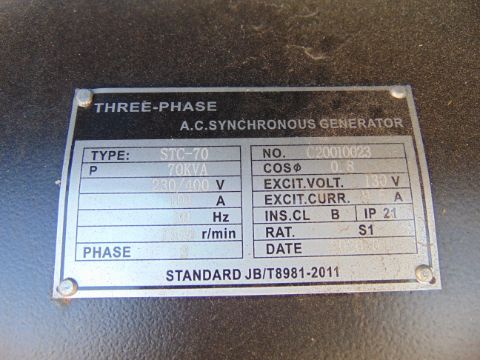 THREE-PHASE
A.C.SYNCHRONOUS GENERATOR
TYPE: STC-70 NO. C20010023
P 70KVA COSφ 0.8
230/400 V EXCIT.VOLT. 130 V
A EXCIT.CURR. A
Hz INS.CL B IP 21
r/min RAT. S1
PHASE DATE
STANDARD JB/T8981-2011